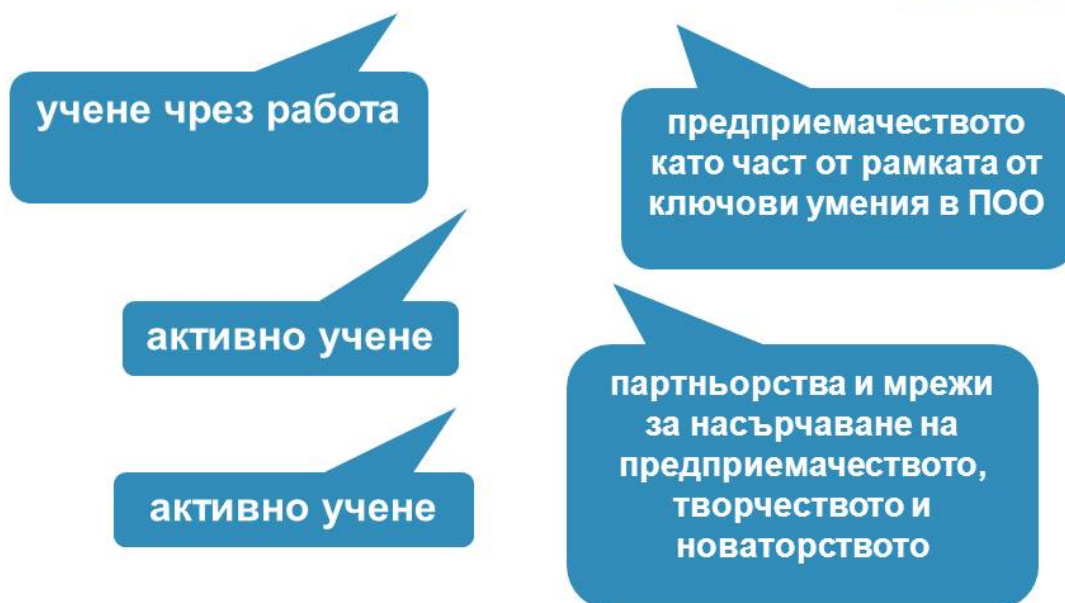 учене чрез работа
предприемачеството
като част от рамката от
ключови умения в ПОО
активно учене
партньорства и мрежи
за насърчаване на
предприемачеството,
творчеството и
новаторството
активно учене